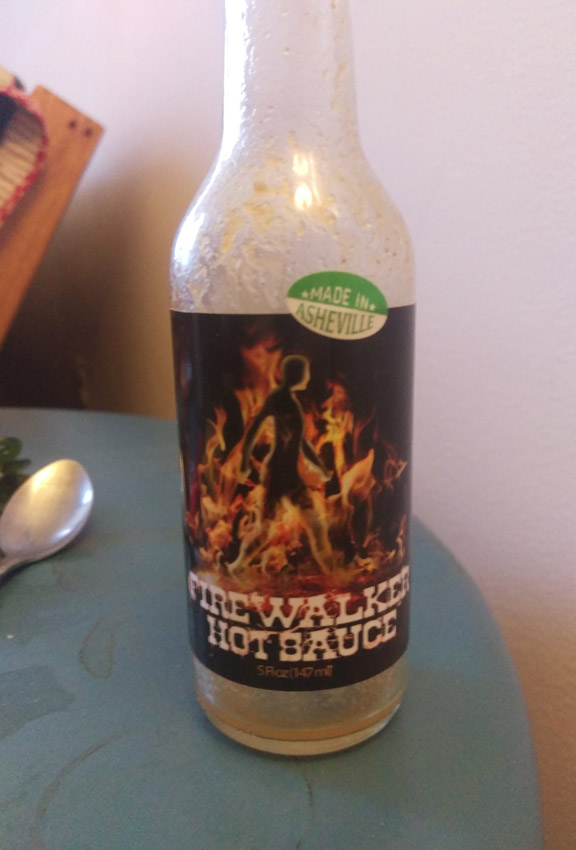 ★MADE IN★
ASHEVILLE
FIREWALKER
HOT SAUCE
5 Fl oz (147 ml)